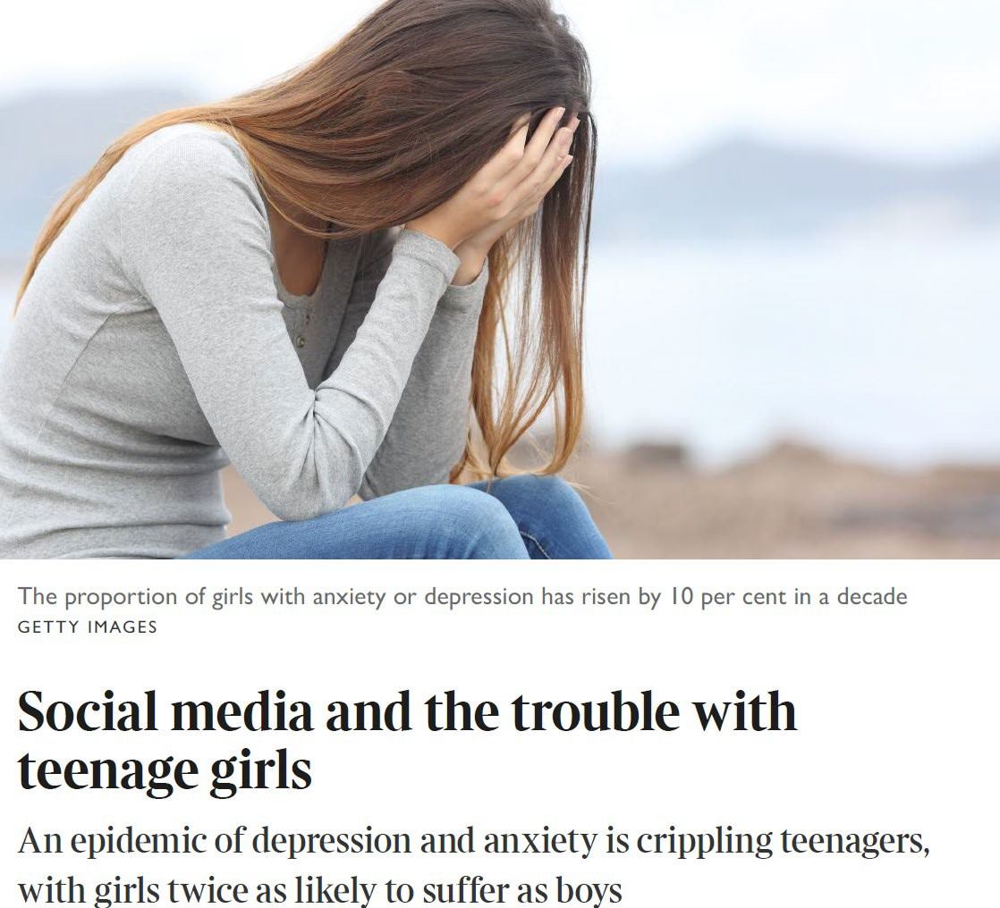 The proportion of girls with anxiety or depression has risen by 10 per cent in a decade
GETTY IMAGES
Social media and the trouble with
teenage girls
An epidemic of depression and anxiety is crippling teenagers,
with girls twice as likely to suffer as boys